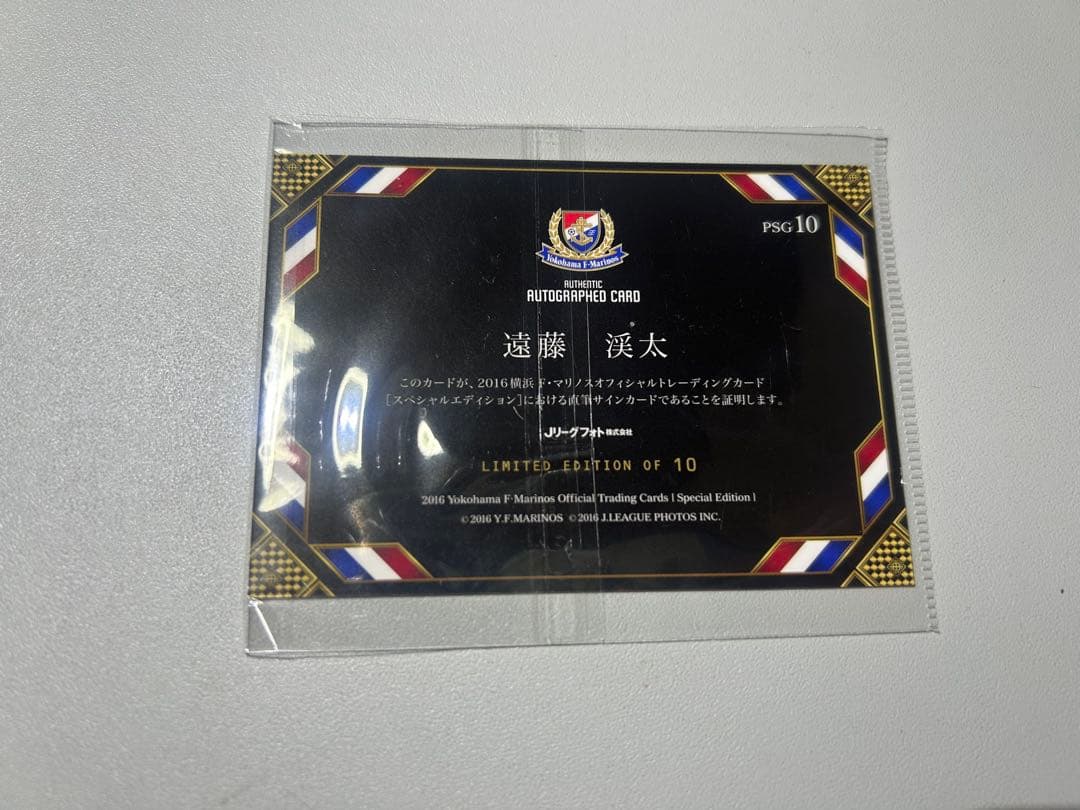 PSG10
Yokohama F·Marinos
AUTHENTIC
AUTOGRAPHED CARD
遠藤　渓太
このカードが、2016横浜 F・マリノスオフィシャルトレーディングカード
[スペシャルエディション]における直筆サインカードであることを証明します。
Jリーグフォト株式会社
LIMITED EDITION OF 10
2016 Yokohama F·Marinos Official Trading Cards [ Special Edition ]
©2016 Y.F.MARINOS ©2016 J.LEAGUE PHOTOS INC.